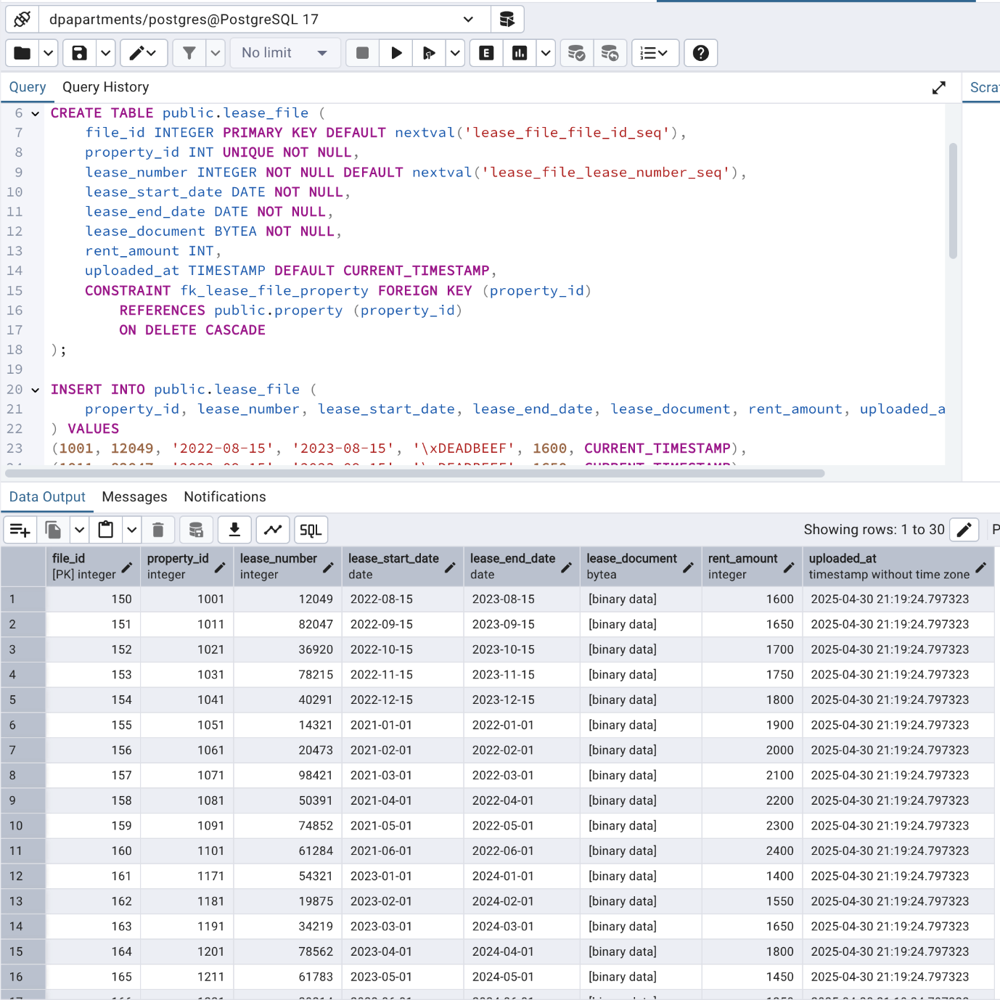 dpapartments/postgres@PostgreSQL 17
No limit
E
Query Query History
Scra
6 CREATE TABLE public.lease_file (
7 file_id INTEGER PRIMARY KEY DEFAULT nextval('lease_file_file_id_seq'),
8 property_id INT UNIQUE NOT NULL,
9 lease_number INTEGER NOT NULL DEFAULT nextval('lease_file_lease_number_seq'),
10 lease_start_date DATE NOT NULL,
11 lease_end_date DATE NOT NULL,
12 lease_document BYTEA NOT NULL,
13 rent_amount INT,
14 uploaded_at TIMESTAMP DEFAULT CURRENT_TIMESTAMP,
15 CONSTRAINT fk_lease_file_property FOREIGN KEY (property_id)
16 REFERENCES public.property (property_id)
17 ON DELETE CASCADE
18 );
19
20 INSERT INTO public.lease_file (
21 property_id, lease_number, lease_start_date, lease_end_date, lease_document, rent_amount, uploaded_a
22 ) VALUES
23 (1001, 12049, '2022-08-15', '2023-08-15', '\xDEADBEEF', 1600, CURRENT_TIMESTAMP),
Data Output Messages Notifications
SQL
Showing rows: 1 to 30
P
file_id property_id lease_number lease_start_date lease_end_date lease_document rent_amount uploaded_at
[PK] integer integer integer date date bytea integer timestamp without time zone
1 150 1001 12049 2022-08-15 2023-08-15 [binary data] 1600 2025-04-30 21:19:24.797323
2 151 1011 82047 2022-09-15 2023-09-15 [binary data] 1650 2025-04-30 21:19:24.797323
3 152 1021 36920 2022-10-15 2023-10-15 [binary data] 1700 2025-04-30 21:19:24.797323
4 153 1031 78215 2022-11-15 2023-11-15 [binary data] 1750 2025-04-30 21:19:24.797323
5 154 1041 40291 2022-12-15 2023-12-15 [binary data] 1800 2025-04-30 21:19:24.797323
6 155 1051 14321 2021-01-01 2022-01-01 [binary data] 1900 2025-04-30 21:19:24.797323
7 156 1061 20473 2021-02-01 2022-02-01 [binary data] 2000 2025-04-30 21:19:24.797323
8 157 1071 98421 2021-03-01 2022-03-01 [binary data] 2100 2025-04-30 21:19:24.797323
9 158 1081 50391 2021-04-01 2022-04-01 [binary data] 2200 2025-04-30 21:19:24.797323
10 159 1091 74852 2021-05-01 2022-05-01 [binary data] 2300 2025-04-30 21:19:24.797323
11 160 1101 61284 2021-06-01 2022-06-01 [binary data] 2400 2025-04-30 21:19:24.797323
12 161 1171 54321 2023-01-01 2024-01-01 [binary data] 1400 2025-04-30 21:19:24.797323
13 162 1181 19875 2023-02-01 2024-02-01 [binary data] 1550 2025-04-30 21:19:24.797323
14 163 1191 34219 2023-03-01 2024-03-01 [binary data] 1650 2025-04-30 21:19:24.797323
15 164 1201 78562 2023-04-01 2024-04-01 [binary data] 1800 2025-04-30 21:19:24.797323
16 165 1211 61783 2023-05-01 2024-05-01 [binary data] 1450 2025-04-30 21:19:24.797323